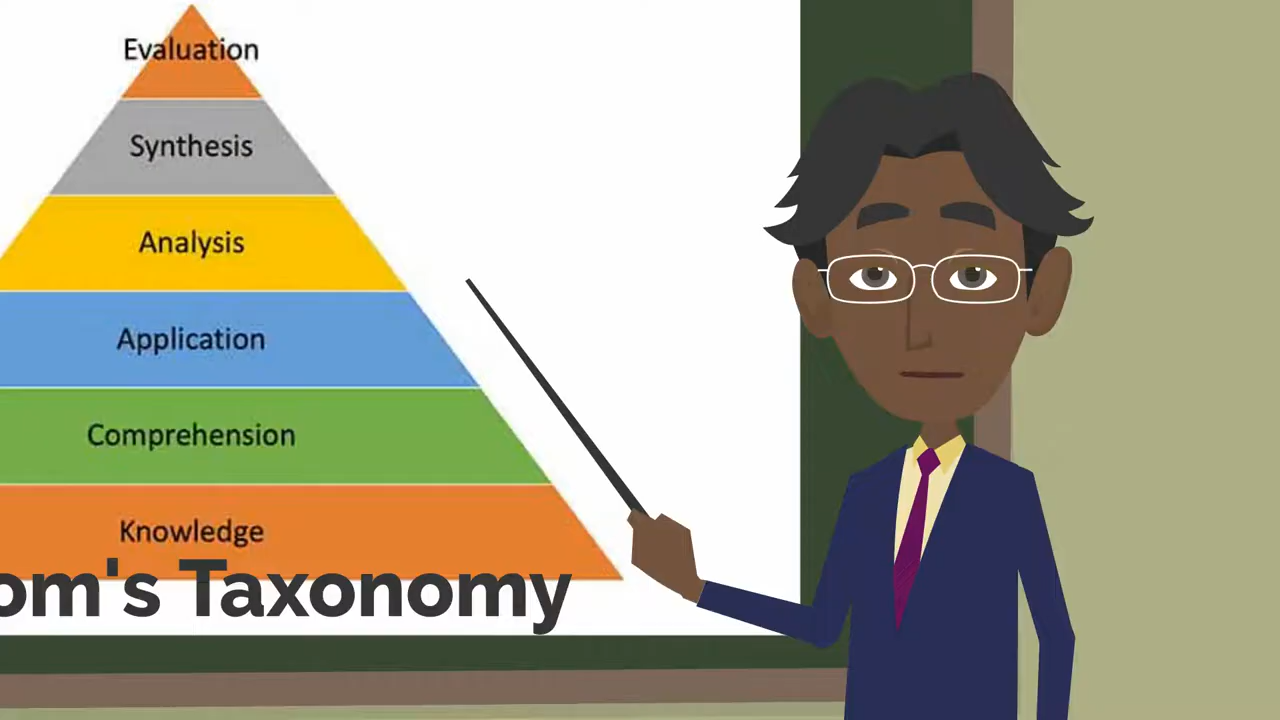 Evaluation
Synthesis
Analysis
Application
Comprehension
Knowledge
om's Taxonomy